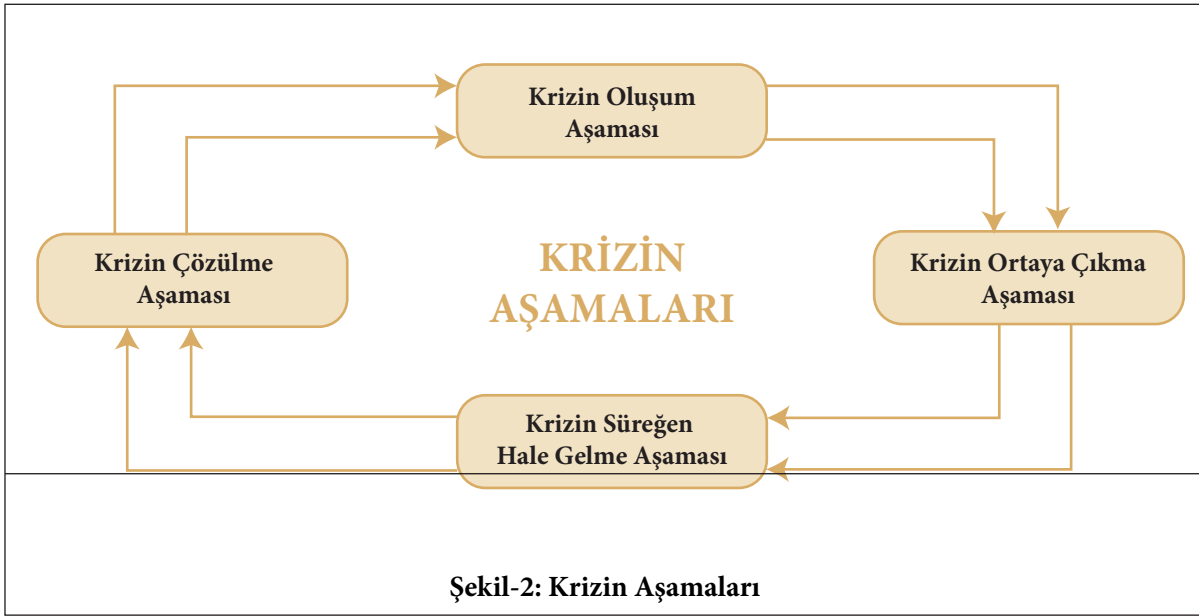 Krizin Oluşum
Aşaması
Krizin Çözülme
Aşaması
KRİZİN
AŞAMALARI
Krizin Ortaya Çıkma
Aşaması
Krizin Süreğen
Hale Gelme Aşaması
Şekil-2: Krizin Aşamaları